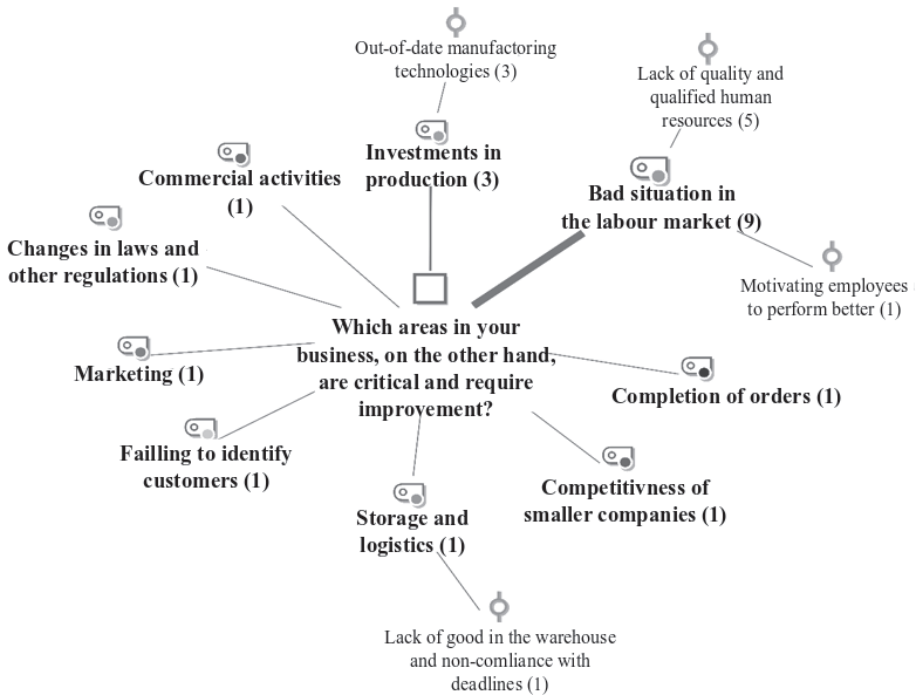 Out-of-date manufactoring
technologies (3)
Lack of quality and
qualified human
resources (5)
Investments in
production (3)
Commercial activities
(1)
Bad situation in
the labour market (9)
Changes in laws and
other regulations (1)
Motivating employees
to perform better (1)
Which areas in your
business, on the other hand,
are critical and require
improvement?
Marketing (1)
Completion of orders (1)
Failling to identify
customers (1)
Competitivness of
smaller companies (1)
Storage and
logistics (1)
Lack of good in the warehouse
and non-comliance with
deadlines (1)